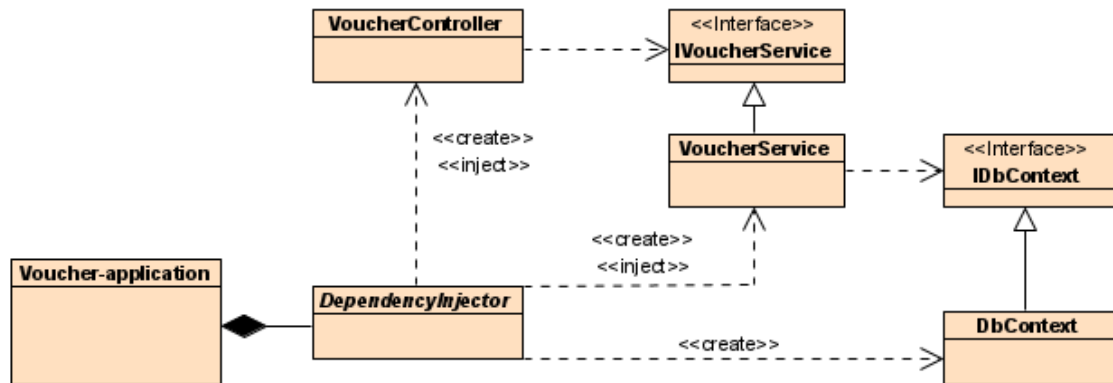 VoucherController
<<Interface>>
IVoucherService
<<create>>
<<inject>>
VoucherService
<<Interface>>
IDbContext
<<create>>
<<inject>>
Voucher-application
DependencyInjector
<<create>>
DbContext